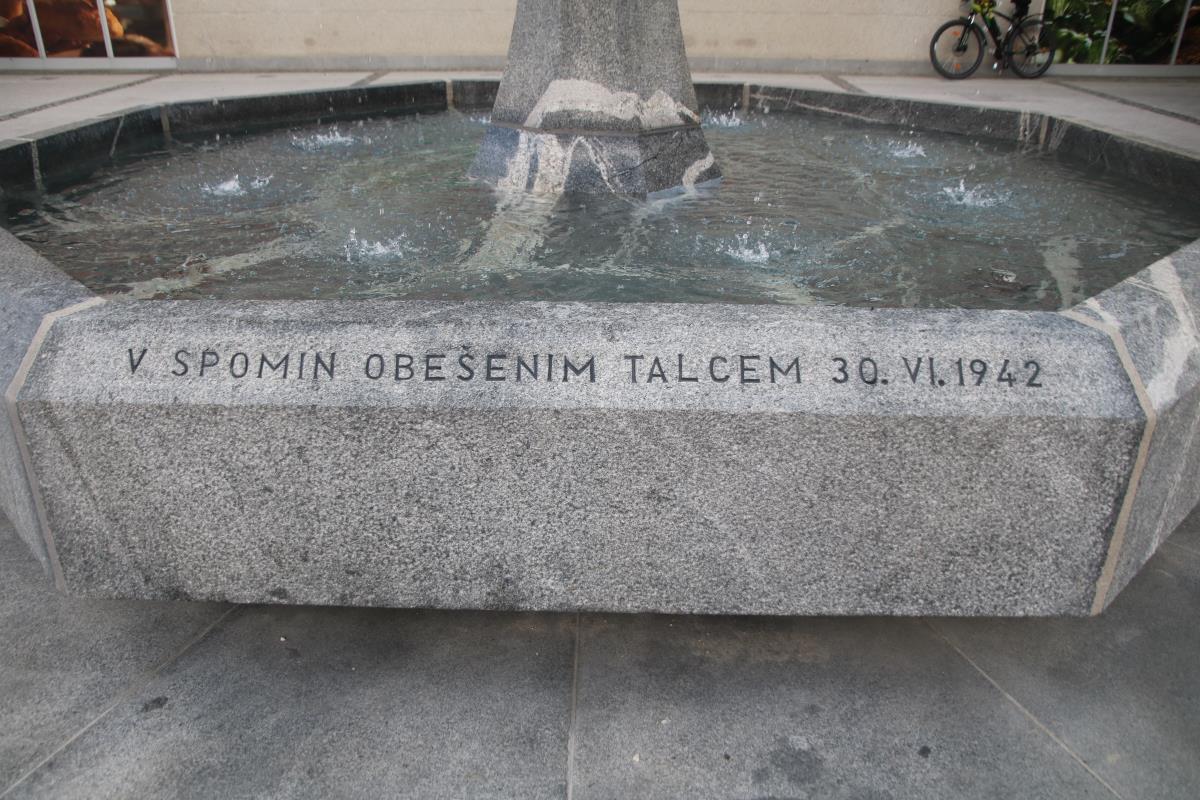 V SPOMIN OBEŠENIM TALCEM 30. VI. 1942